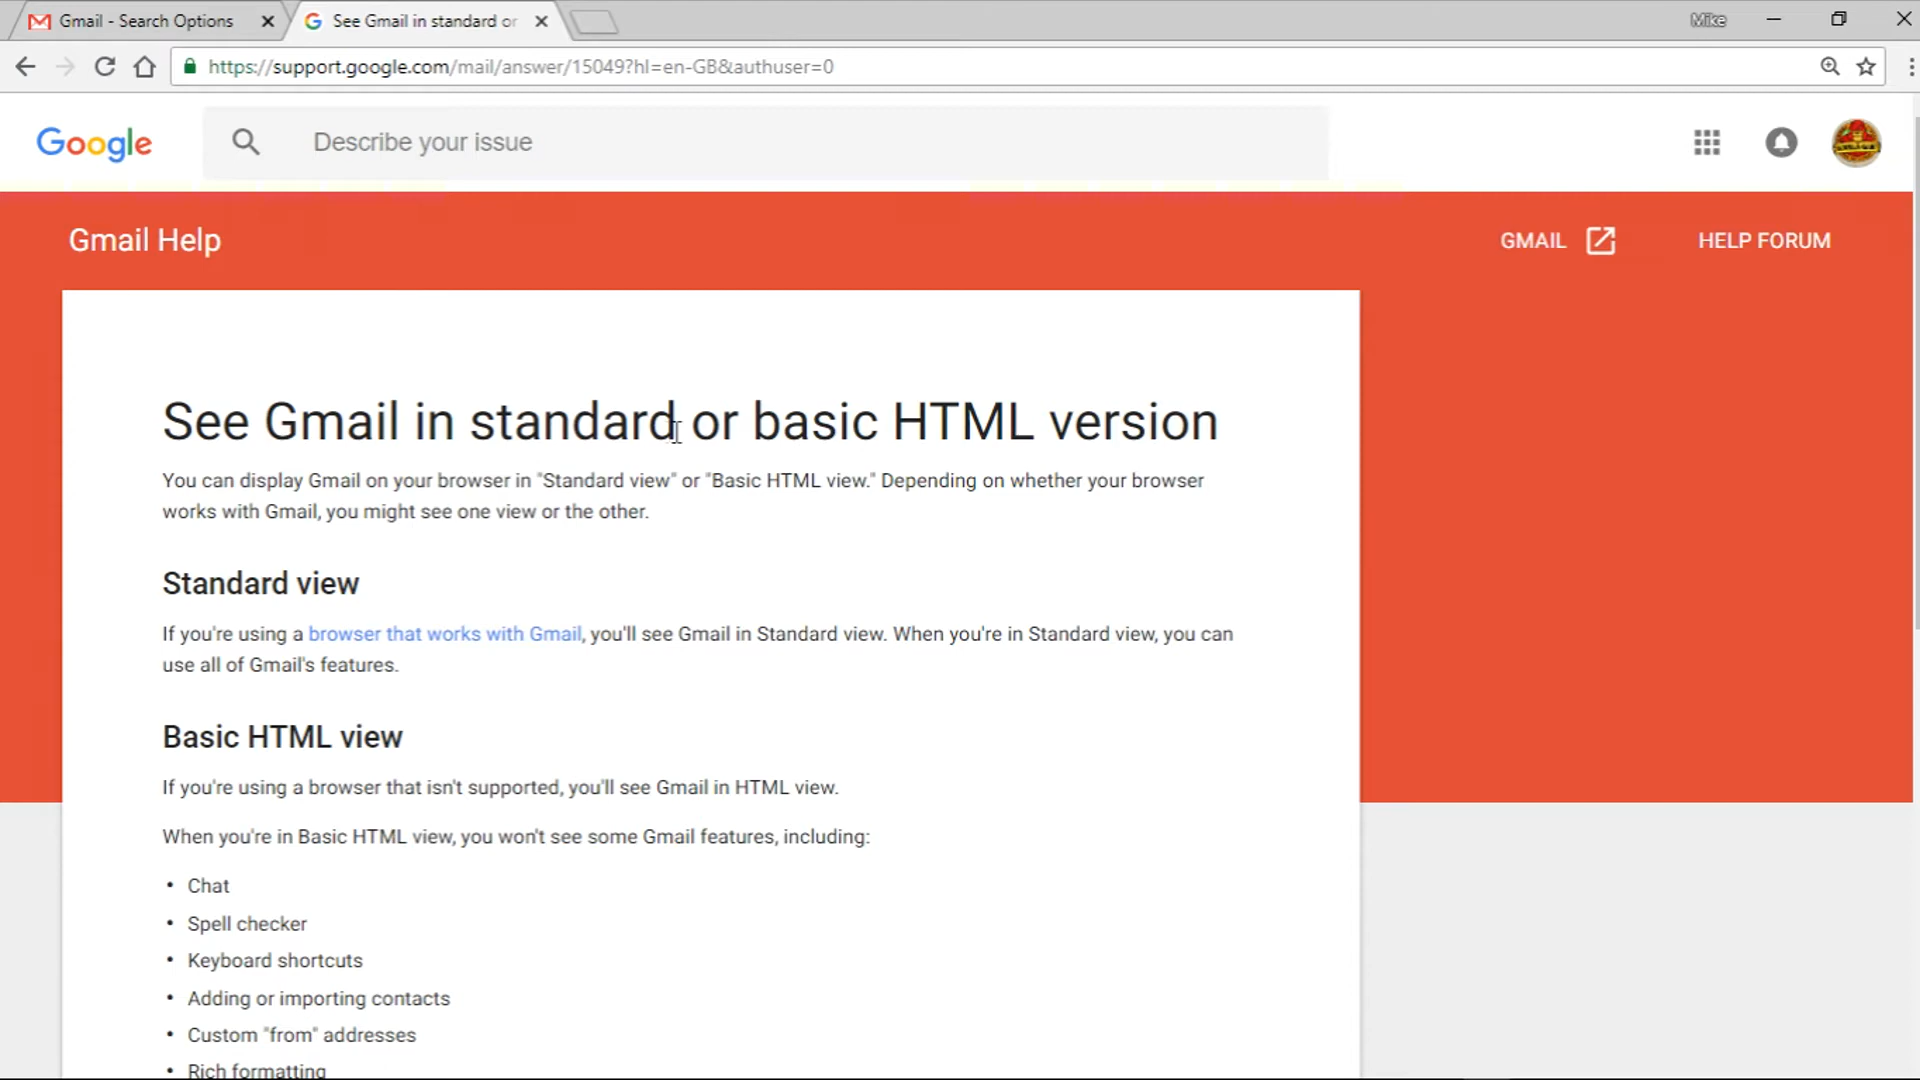 Gmail - Search Options
See Gmail in standard or
Mike
https://support.google.com/mail/answer/15049?hl=en-GB&authuser=0
Google
Describe your issue
Gmail Help
GMAIL
HELP FORUM
See Gmail in standard or basic HTML version
You can display Gmail on your browser in "Standard view" or "Basic HTML view." Depending on whether your browser
works with Gmail, you might see one view or the other.
Standard view
If you're using a browser that works with Gmail, you'll see Gmail in Standard view. When you're in Standard view, you can
use all of Gmail's features.
Basic HTML view
If you're using a browser that isn't supported, you'll see Gmail in HTML view.
When you're in Basic HTML view, you won't see some Gmail features, including:
• Chat
• Spell checker
• Keyboard shortcuts
• Adding or importing contacts
• Custom "from" addresses
• Rich formatting